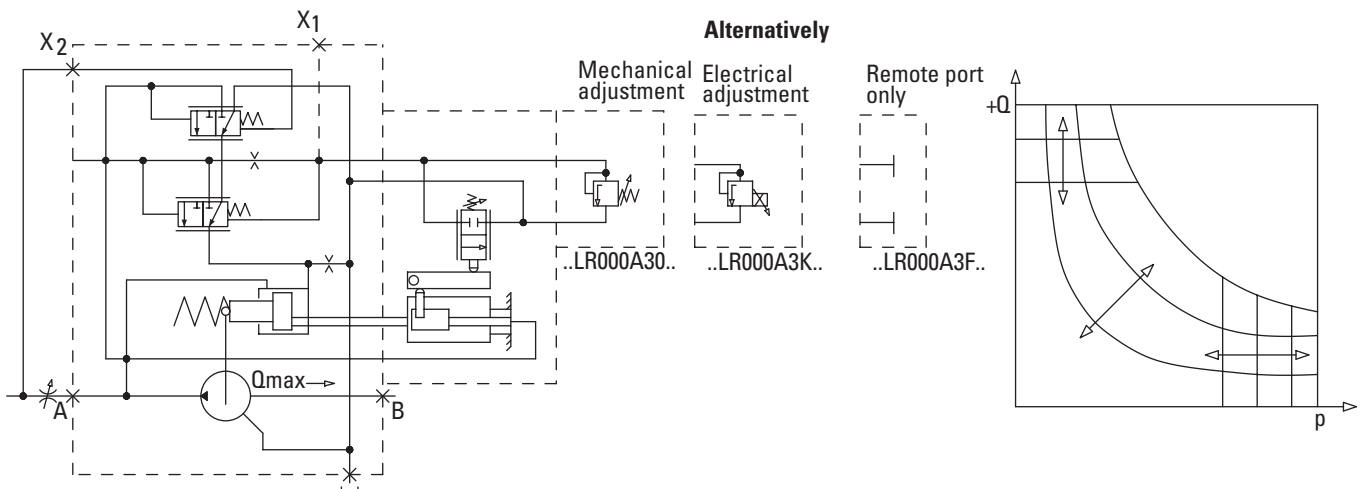 Alternatively
X1
X2
Mechanical
adjustment
Electrical
adjustment
Remote port
only
+Q
..LR000A30..
..LR000A3K..
..LR000A3F..
Qmax
A
B
p